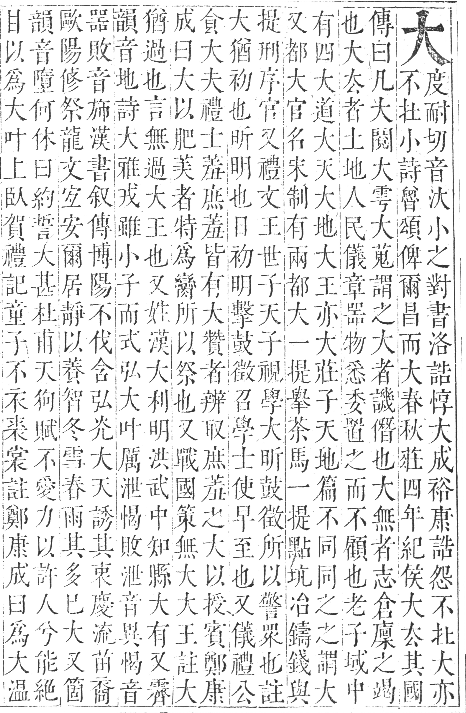 大度耐切音汏小之對書洛誥惇大成裕康誥怨不在大亦
不在小詩魯頌俾爾昌而大春秋莊四年紀侯大去其國
傳曰凡大閱大雩大蒐謂之大者譏僭也大無者志倉廩之竭
也大去者土地人民儀章器物悉委置之而不顧也老子域中
有四大道大天大地大王亦大莊子天地篇不同同之之謂大
又都大官名宋制有兩都大一提舉茶馬一提點坑冶鑄錢與
提刑序官又禮文王世子天子視學大昕鼓徵所以警眾也註
大猶初也昕明也日初明擊鼓徵召學士使早至也又儀禮公
食大夫禮士羞庶羞皆有大贊者辯取庶羞之大以授賓鄭康
成曰大以肥美者特爲臠所以祭也又戰國策無大大王註大
猶過也言無過大王也又姓漢大利明洪武中知縣大有又霽
韻音地詩大雅戎雖小子而式弘大叶厲泄愒敗泄音異愒音
器敗音斾漢書叙傳博陽不伐含弘光大天誘其衷慶流苗裔
歐陽修祭龍文宜安爾居靜以養智冬雪春雨其多巳大又箇
韻音墮何休曰約誓大甚杜甫天狗賦不愛力以許人兮能絕
甘以爲大叶上臥賀禮記童子不衣裘裳註鄭康成曰爲大溫